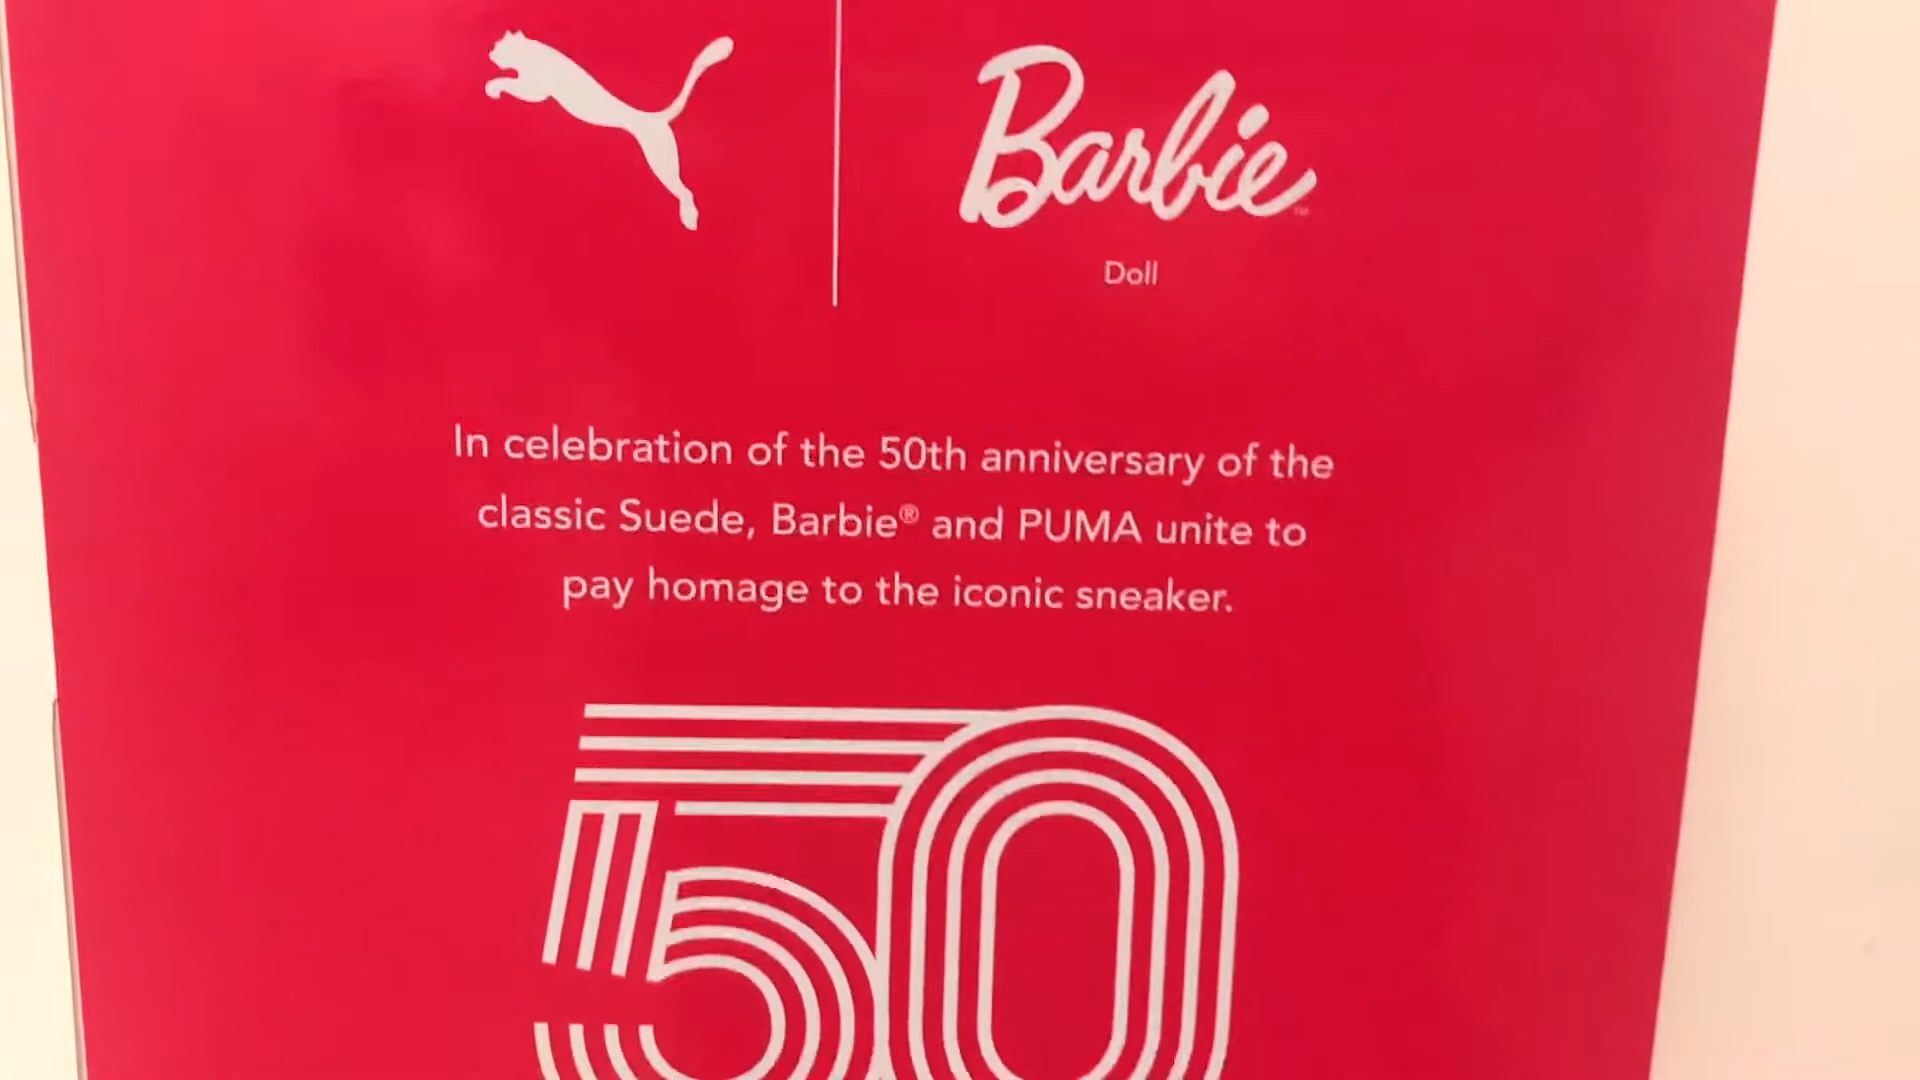 Barbie™
Doll
In celebration of the 50th anniversary of the
classic Suede, Barbie® and PUMA unite to
pay homage to the iconic sneaker.
50